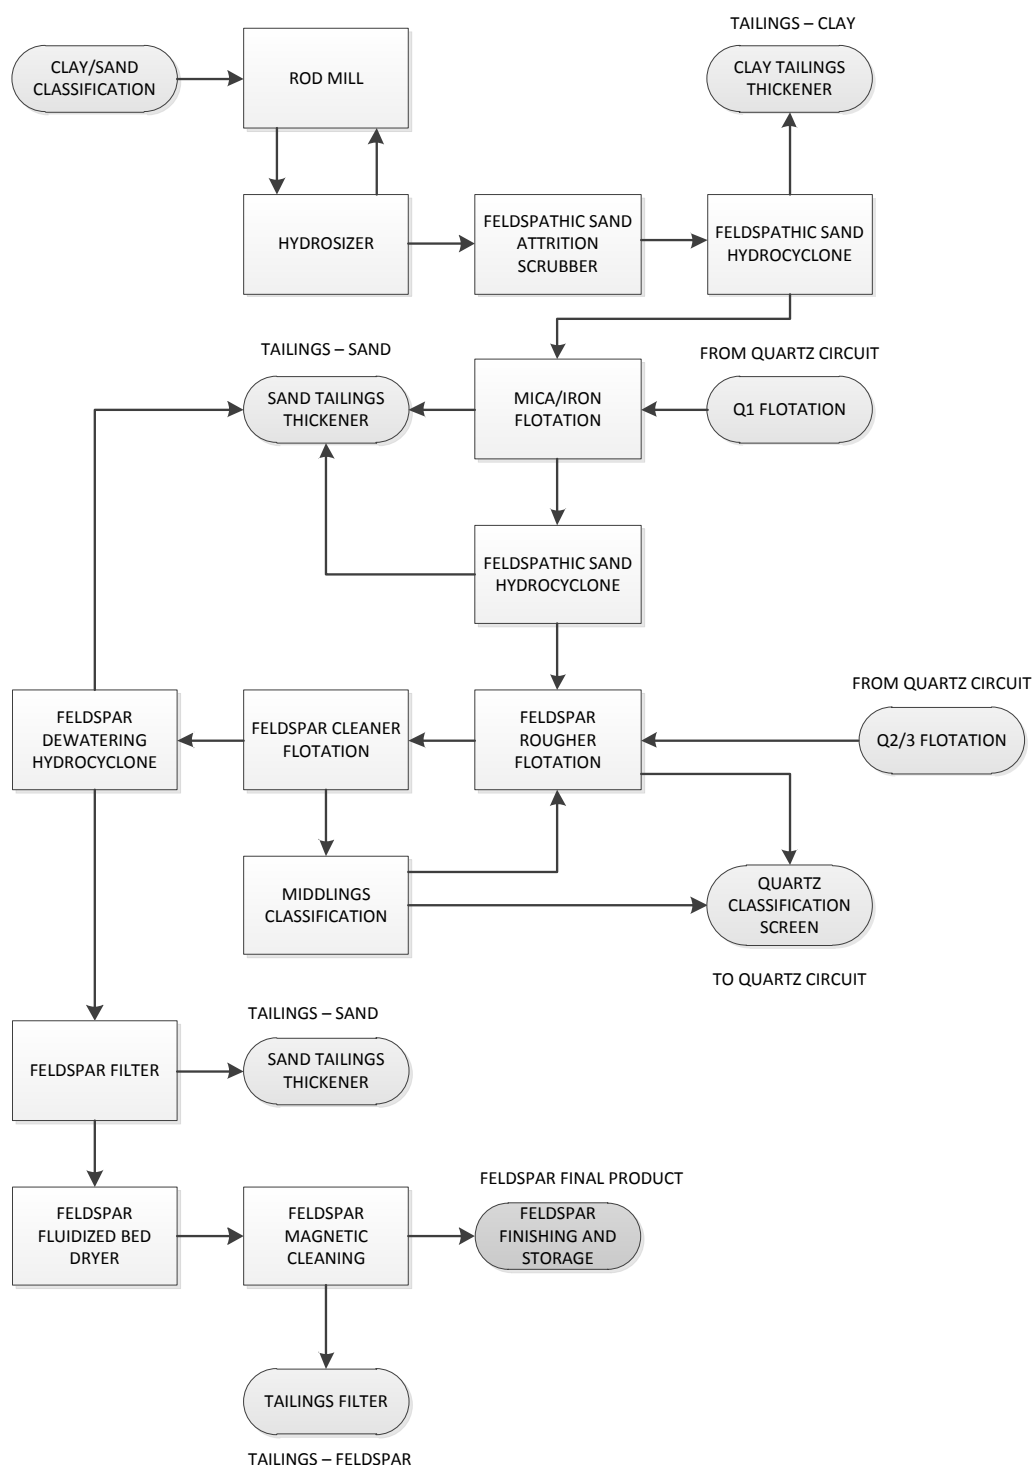 TAILINGS – CLAY
CLAY/SAND
CLASSIFICATION
ROD MILL
CLAY TAILINGS
THICKENER
HYDROSIZER
FELDSPATHIC SAND
ATTRITION
SCRUBBER
FELDSPATHIC SAND
HYDROCYCLONE
TAILINGS – SAND
FROM QUARTZ CIRCUIT
SAND TAILINGS
THICKENER
MICA/IRON
FLOTATION
Q1 FLOTATION
FELDSPATHIC SAND
HYDROCYCLONE
FROM QUARTZ CIRCUIT
FELDSPAR
DEWATERING
HYDROCYCLONE
FELDSPAR CLEANER
FLOTATION
FELDSPAR
ROUGHER
FLOTATION
Q2/3 FLOTATION
MIDDLINGS
CLASSIFICATION
QUARTZ
CLASSIFICATION
SCREEN
TO QUARTZ CIRCUIT
TAILINGS – SAND
FELDSPAR FILTER
SAND TAILINGS
THICKENER
FELDSPAR FINAL PRODUCT
FELDSPAR
FLUIDIZED BED
DRYER
FELDSPAR
MAGNETIC
CLEANING
FELDSPAR
FINISHING AND
STORAGE
TAILINGS FILTER
TAILINGS – FELDSPAR